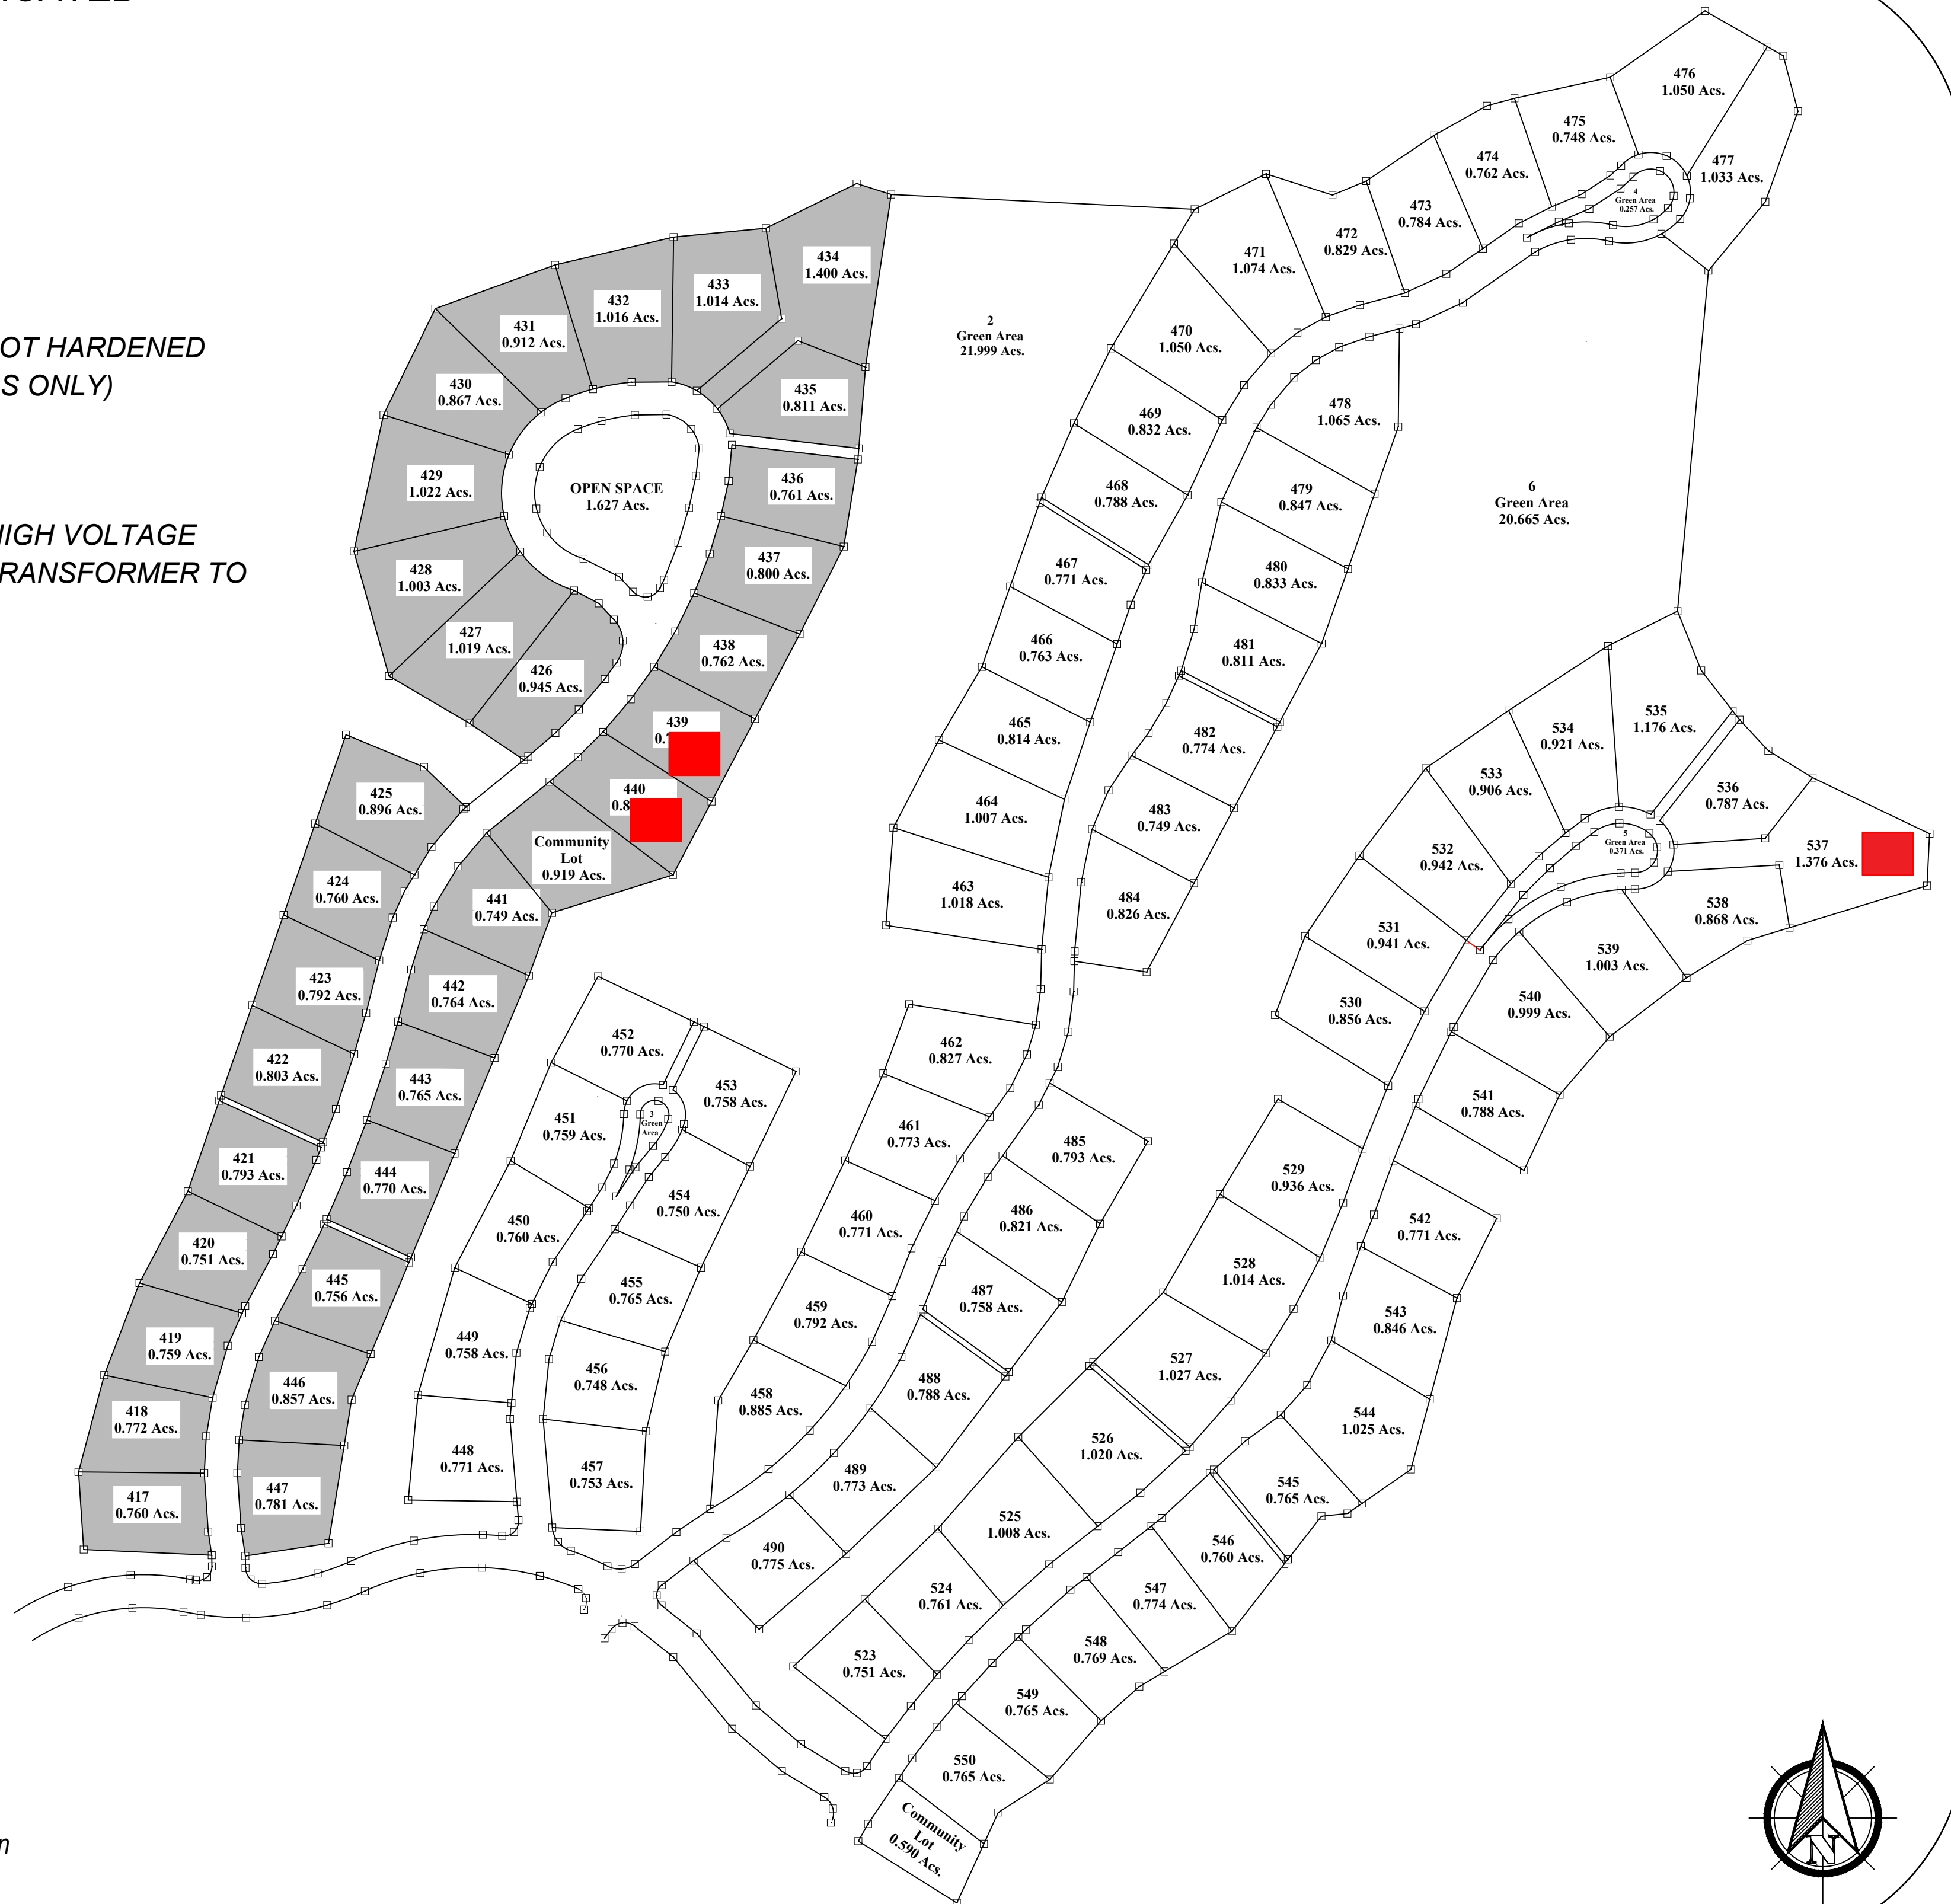 OT HARDENED
S ONLY)
HIGH VOLTAGE
RANSFORMER TO
n
476
1.050 Acs.
475
0.748 Acs.
474
0.762 Acs.
477
1.033 Acs.
4
Green Area
0.257 Acs.
473
0.784 Acs.
472
0.829 Acs.
471
1.074 Acs.
434
1.400 Acs.
433
1.014 Acs.
432
1.016 Acs.
431
0.912 Acs.
430
0.867 Acs.
435
0.811 Acs.
2
Green Area
21.999 Acs.
470
1.050 Acs.
469
0.832 Acs.
478
1.065 Acs.
429
1.022 Acs.
OPEN SPACE
1.627 Acs.
436
0.761 Acs.
468
0.788 Acs.
479
0.847 Acs.
6
Green Area
20.665 Acs.
428
1.003 Acs.
437
0.800 Acs.
467
0.771 Acs.
480
0.833 Acs.
427
1.019 Acs.
426
0.945 Acs.
438
0.762 Acs.
466
0.763 Acs.
481
0.811 Acs.
439
440
465
0.814 Acs.
482
0.774 Acs.
535
1.176 Acs.
534
0.921 Acs.
533
0.906 Acs.
536
0.787 Acs.
425
0.896 Acs.
464
1.007 Acs.
483
0.749 Acs.
532
0.942 Acs.
5
Green Area
0.371 Acs.
537
1.376 Acs.
Community
Lot
0.919 Acs.
424
0.760 Acs.
441
0.749 Acs.
463
1.018 Acs.
484
0.826 Acs.
531
0.941 Acs.
538
0.868 Acs.
539
1.003 Acs.
423
0.792 Acs.
442
0.764 Acs.
530
0.856 Acs.
540
0.999 Acs.
422
0.803 Acs.
443
0.765 Acs.
452
0.770 Acs.
453
0.758 Acs.
462
0.827 Acs.
541
0.788 Acs.
451
0.759 Acs.
3
Green
Area
461
0.773 Acs.
485
0.793 Acs.
421
0.793 Acs.
444
0.770 Acs.
529
0.936 Acs.
450
0.760 Acs.
454
0.750 Acs.
460
0.771 Acs.
486
0.821 Acs.
542
0.771 Acs.
420
0.751 Acs.
445
0.756 Acs.
455
0.765 Acs.
487
0.758 Acs.
528
1.014 Acs.
459
0.792 Acs.
543
0.846 Acs.
419
0.759 Acs.
449
0.758 Acs.
456
0.748 Acs.
527
1.027 Acs.
446
0.857 Acs.
458
0.885 Acs.
488
0.788 Acs.
418
0.772 Acs.
544
1.025 Acs.
526
1.020 Acs.
448
0.771 Acs.
457
0.753 Acs.
489
0.773 Acs.
417
0.760 Acs.
447
0.781 Acs.
545
0.765 Acs.
525
1.008 Acs.
546
0.760 Acs.
490
0.775 Acs.
524
0.761 Acs.
547
0.774 Acs.
523
0.751 Acs.
548
0.769 Acs.
549
0.765 Acs.
550
0.765 Acs.
Community
Lot
0.590 Acs.
N